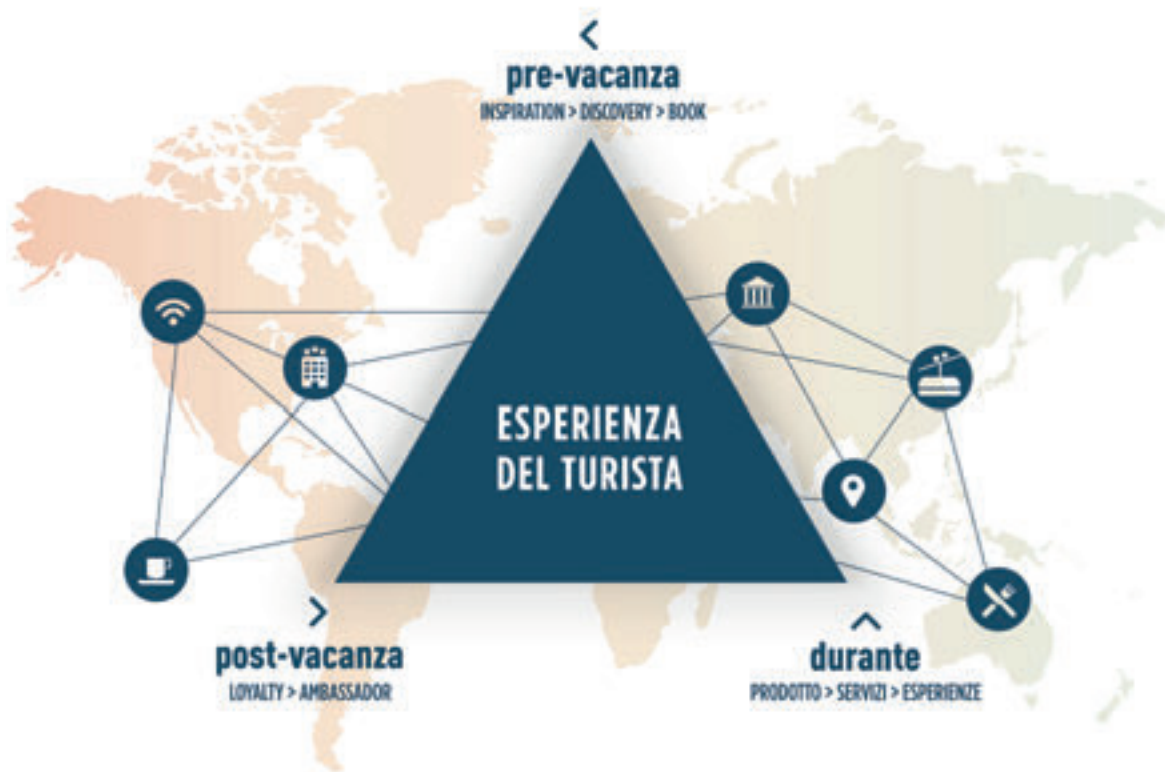 pre-vacanza
INSPIRATION > DISCOVERY > BOOK
ESPERIENZA
DEL TURISTA
post-vacanza
LOYALTY > AMBASSADOR
durante
PRODOTTO > SERVIZI > ESPERIENZE